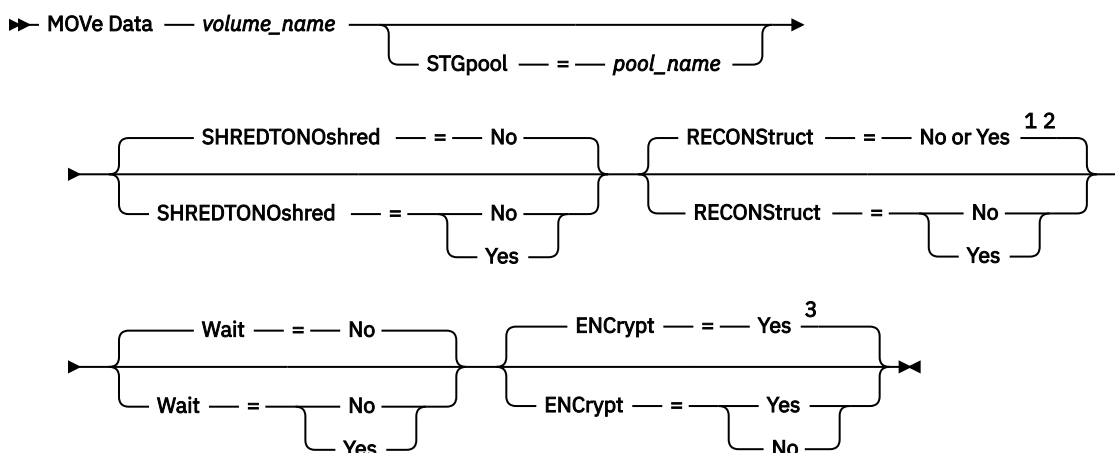 MOVe Data volume_name
STGpool = pool_name
SHREDTONOshred = No RECONStruct = No or Yes 1 2
SHREDTONOshred = No RECONStruct = No
Yes Yes
Wait = No ENCrypt = Yes 3
Wait = No ENCrypt = Yes
Yes No